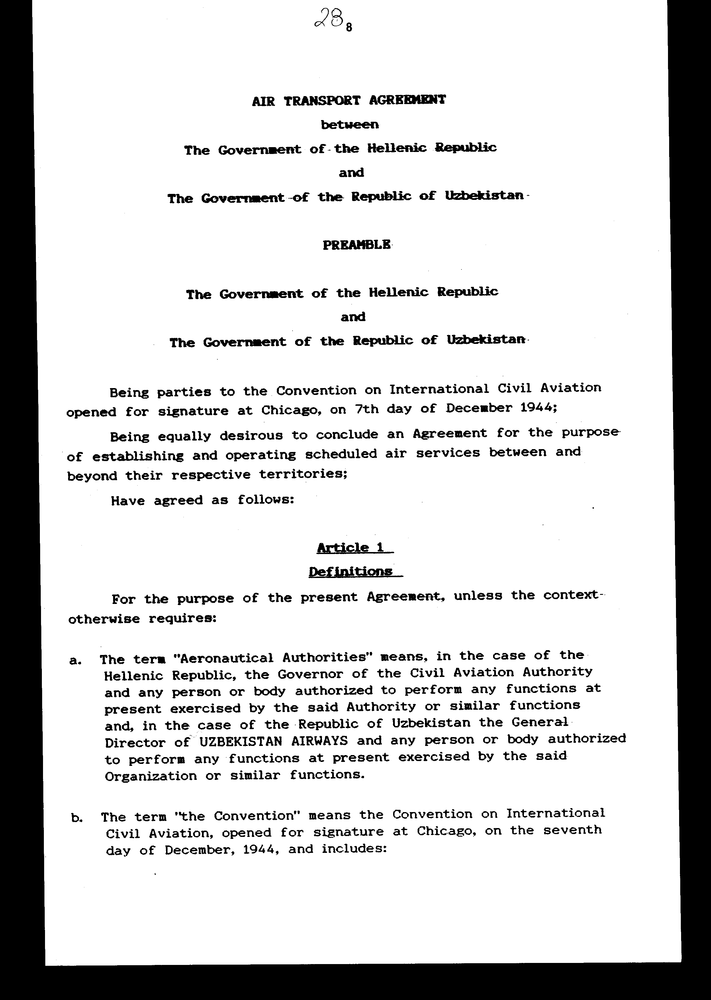 28 8
AIR TRANSPORT AGREEMENT
between
The Government of the Hellenic Republic
and
The Government of the Republic of Uzbekistan
PREAMBLE
The Government of the Hellenic Republic
and
The Government of the Republic of Uzbekistan
Being parties to the Convention on International Civil Aviation
opened for signature at Chicago, on 7th day of December 1944;
Being equally desirous to conclude an Agreement for the purpose
of establishing and operating scheduled air services between and
beyond their respective territories;
Have agreed as follows:
Article 1
Definitions
For the purpose of the present Agreement, unless the context
otherwise requires:
a. The term "Aeronautical Authorities" means, in the case of the
Hellenic Republic, the Governor of the Civil Aviation Authority
and any person or body authorized to perform any functions at
present exercised by the said Authority or similar functions
and, in the case of the Republic of Uzbekistan the General
Director of UZBEKISTAN AIRWAYS and any person or body authorized
to perform any functions at present exercised by the said
Organization or similar functions.
b. The term "the Convention" means the Convention on International
Civil Aviation, opened for signature at Chicago, on the seventh
day of December, 1944, and includes: